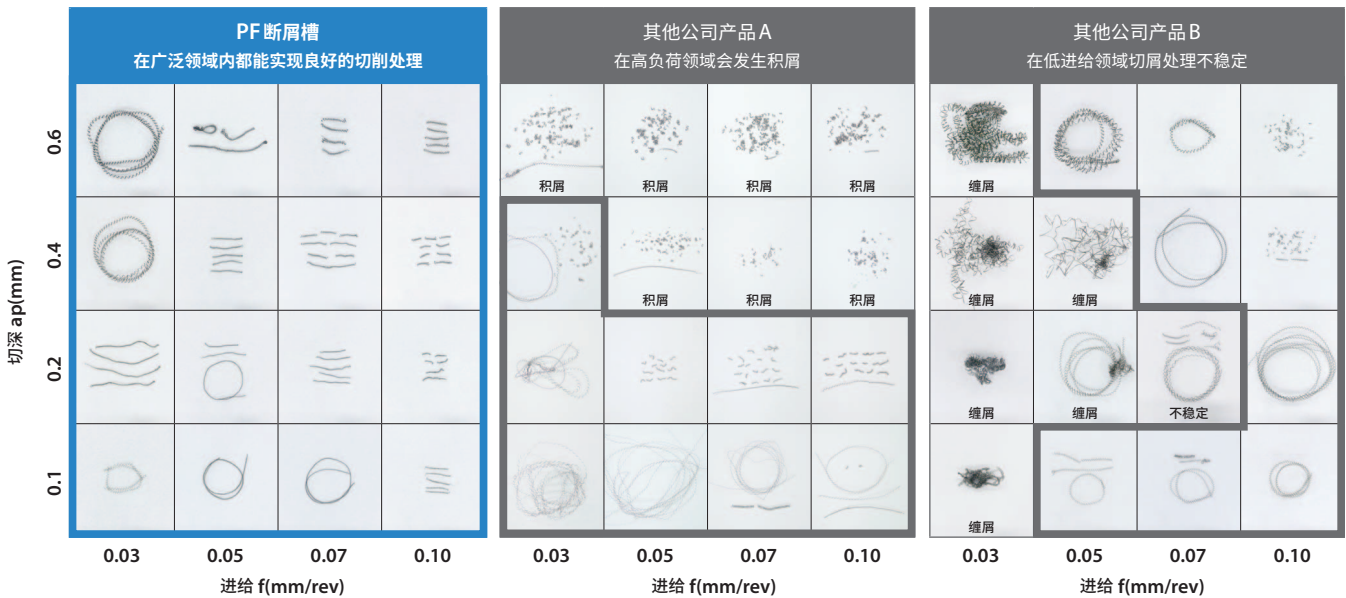 PF 断屑槽
在广泛领域内都能实现良好的切削处理
其他公司产品 A
在高负荷领域会发生积屑
其他公司产品 B
在低进给领域切屑处理不稳定
切深 ap(mm)
0.6
积屑 积屑 积屑 积屑
缠屑
0.4
积屑 积屑 积屑
缠屑 缠屑
0.2
缠屑 缠屑 不稳定
0.1
缠屑
0.03 0.05 0.07 0.10
进给 f(mm/rev)
0.03 0.05 0.07 0.10
进给 f(mm/rev)
0.03 0.05 0.07 0.10
进给 f(mm/rev)